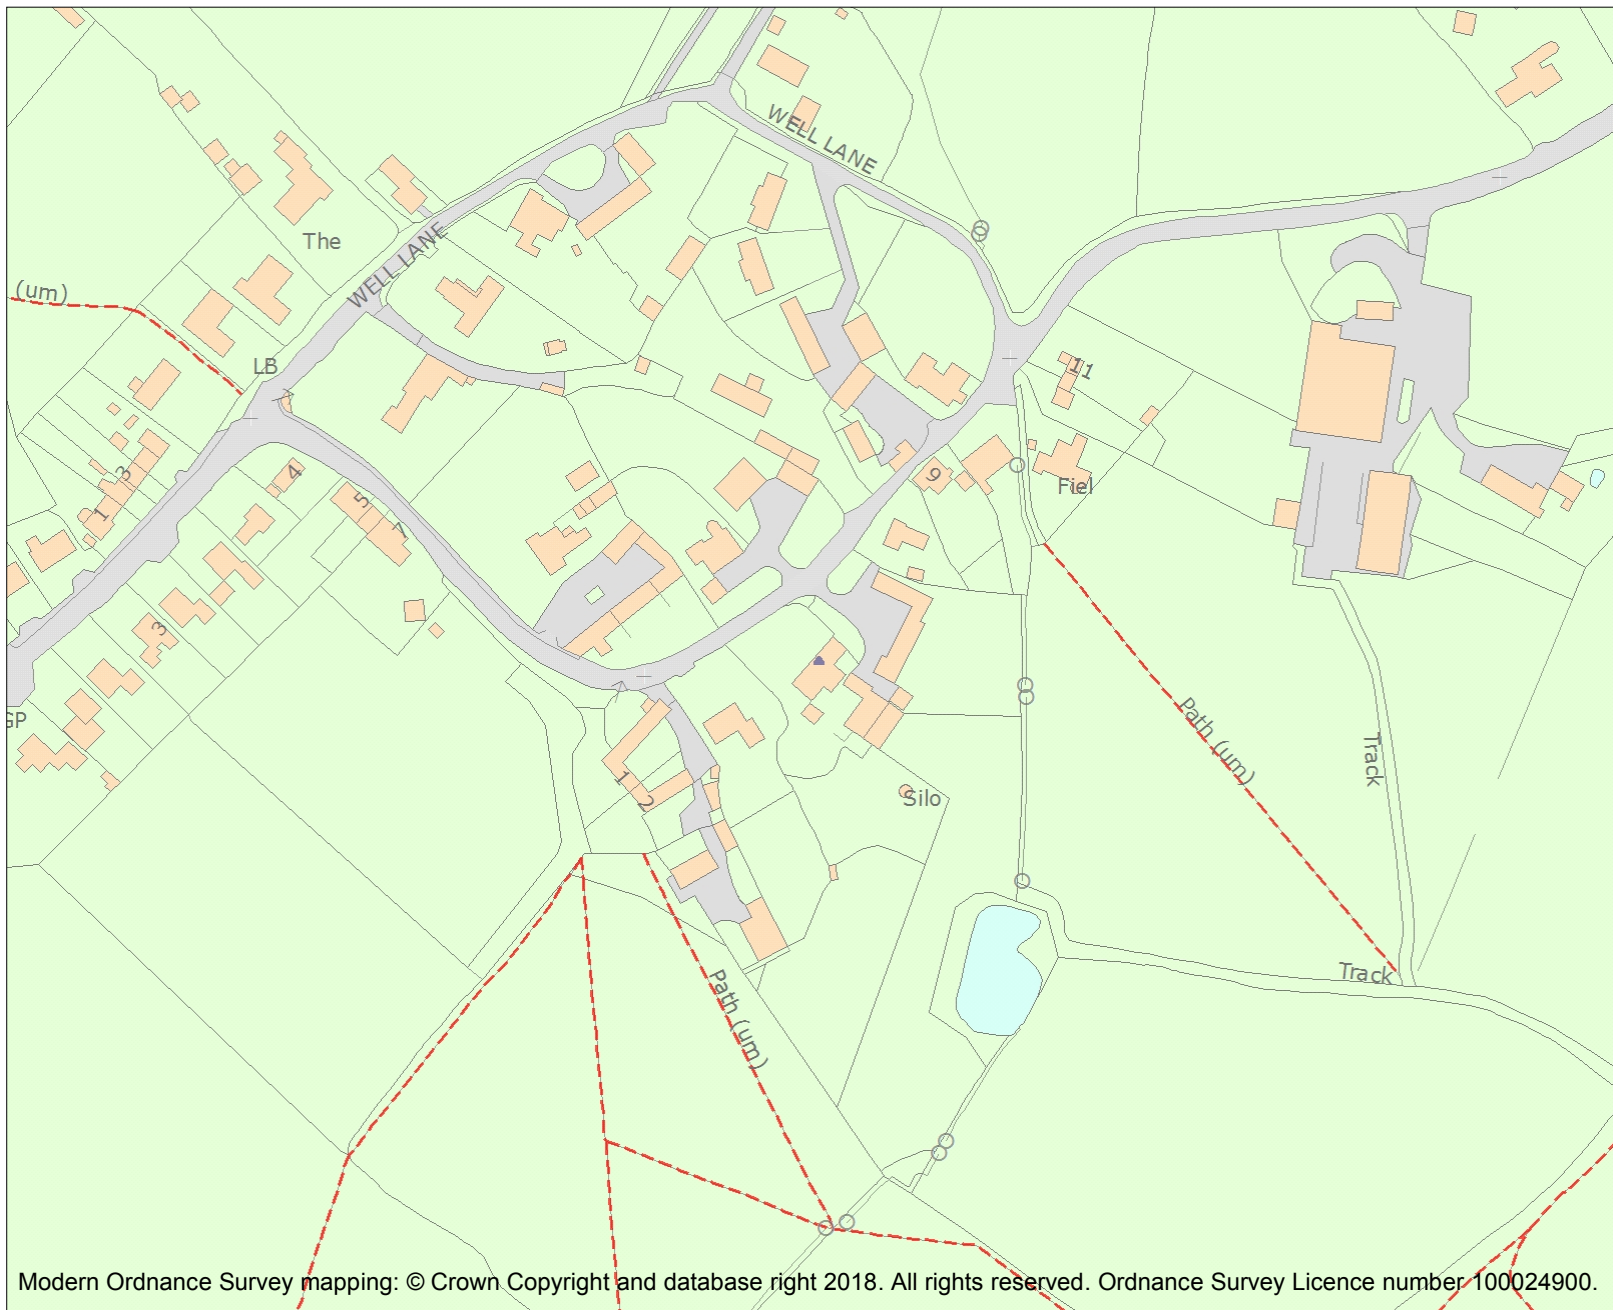 WELL LANE
The
WELL LANE
(um)
LB
11
3
4
9
5
Fiel
1
7
3
Path (um)
GP
Track
1
2
Silo
Track
Path (um)
Modern Ordnance Survey mapping: © Crown Copyright and database right 2018. All rights reserved. Ordnance Survey Licence number 100024900.